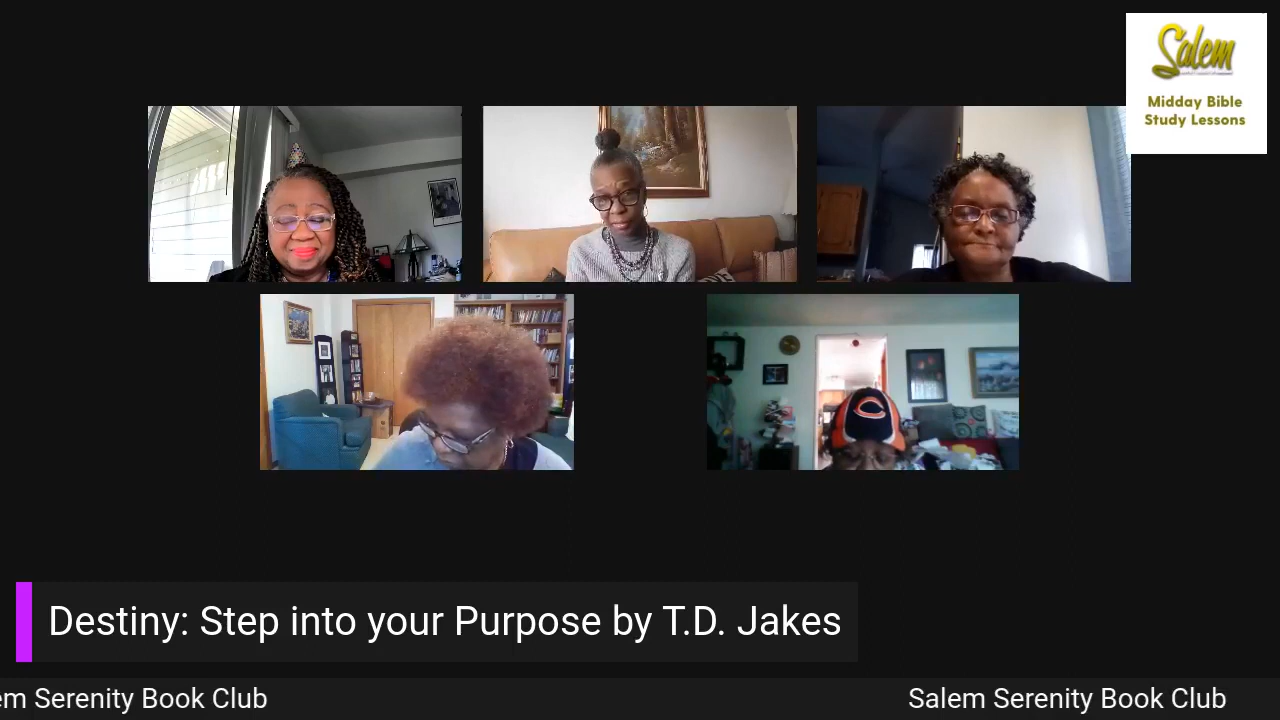 Salem
Midday Bible
Study Lessons
Destiny: Step into your Purpose by T.D. Jakes
em Serenity Book Club
Salem Serenity Book Club